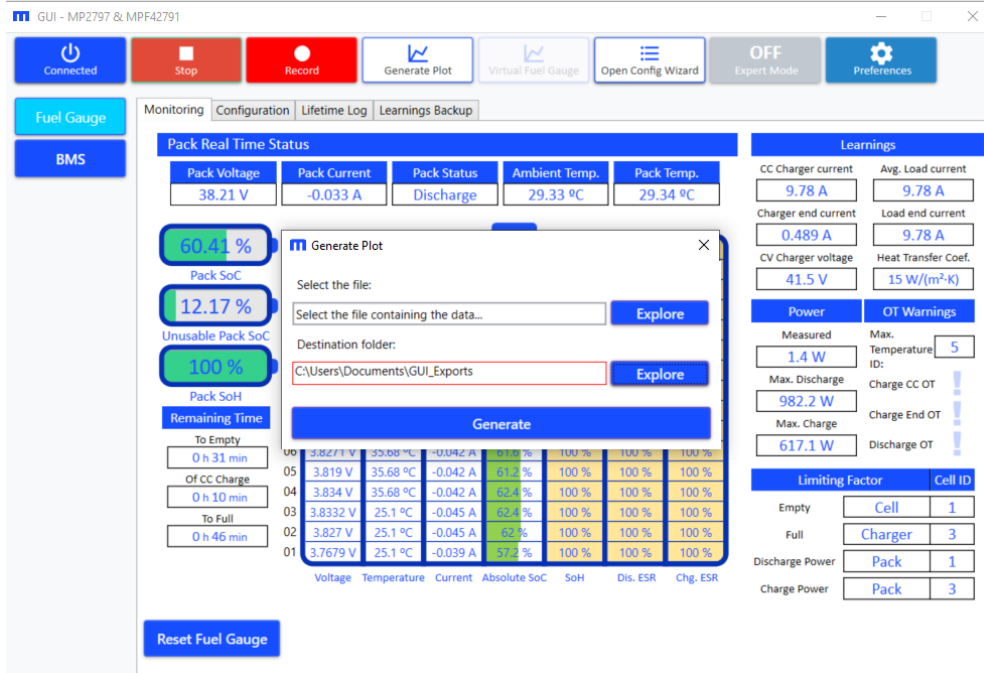 GUI - MP2797 & MPF42791
Connected
Stop
Record
Generate Plot
Virtual Fuel Gauge
Open Config Wizard
OFF
Expert Mode
Preferences
Fuel Gauge
BMS
Monitoring Configuration Lifetime Log Learnings Backup
Pack Real Time Status
Pack Voltage Pack Current Pack Status Ambient Temp. Pack Temp.
38.21 V -0.033 A Discharge 29.33 ºC 29.34 ºC
60.41 %
Pack SoC
12.17 %
Unusable Pack SoC
100 %
Pack SoH
Remaining Time
To Empty
0 h 31 min
Of CC Charge
0 h 10 min
To Full
0 h 46 min
Generate Plot
Select the file:
Select the file containing the data...
Explore
Destination folder:
C:\Users\Documents\GUI_Exports
Explore
Generate
06 3.8271 V 35.68 ºC -0.042 A 61.6 % 100 % 100 % 100 %
05 3.819 V 35.68 ºC -0.042 A 61.2 % 100 % 100 % 100 %
04 3.834 V 35.68 ºC -0.042 A 62.4 % 100 % 100 % 100 %
03 3.8332 V 25.1 ºC -0.045 A 62.4 % 100 % 100 % 100 %
02 3.827 V 25.1 ºC -0.045 A 62 % 100 % 100 % 100 %
01 3.7679 V 25.1 ºC -0.039 A 57.2 % 100 % 100 % 100 %
Voltage Temperature Current Absolute SoC SoH Dis. ESR Chg. ESR
Reset Fuel Gauge
Learnings
CC Charger current Avg. Load current
9.78 A 9.78 A
Charger end current Load end current
0.489 A 9.78 A
CV Charger voltage Heat Transfer Coef.
41.5 V 15 W/(m²·K)
Power
Measured
1.4 W
Max. Discharge
982.2 W
Max. Charge
617.1 W
OT Warnings
Max.
Temperature
ID:
5
Charge CC OT
Charge End OT
Discharge OT
Limiting Factor Cell ID
Empty Cell 1
Full Charger 3
Discharge Power Pack 1
Charge Power Pack 3